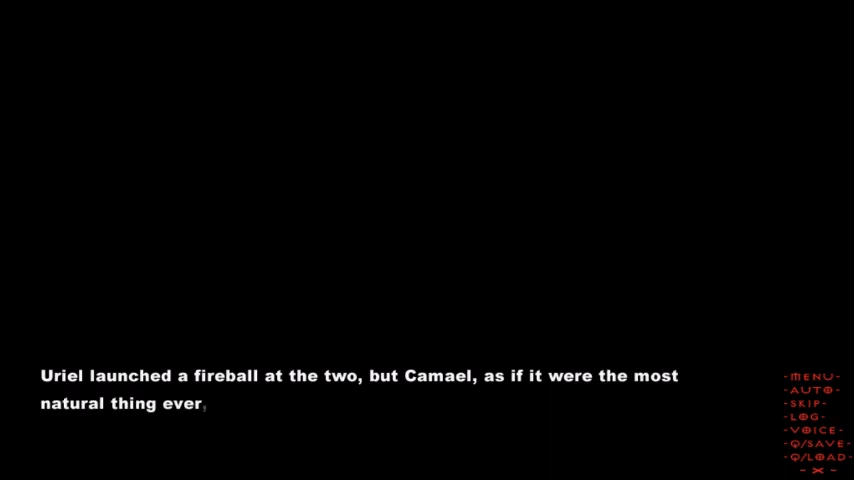 Uriel launched a fireball at the two, but Camael, as if it were the most
natural thing ever,
-MENU-
-AUTO-
-SKIP-
-LOG-
-VOICE-
-Q/SAVE-
-Q/LOAD-